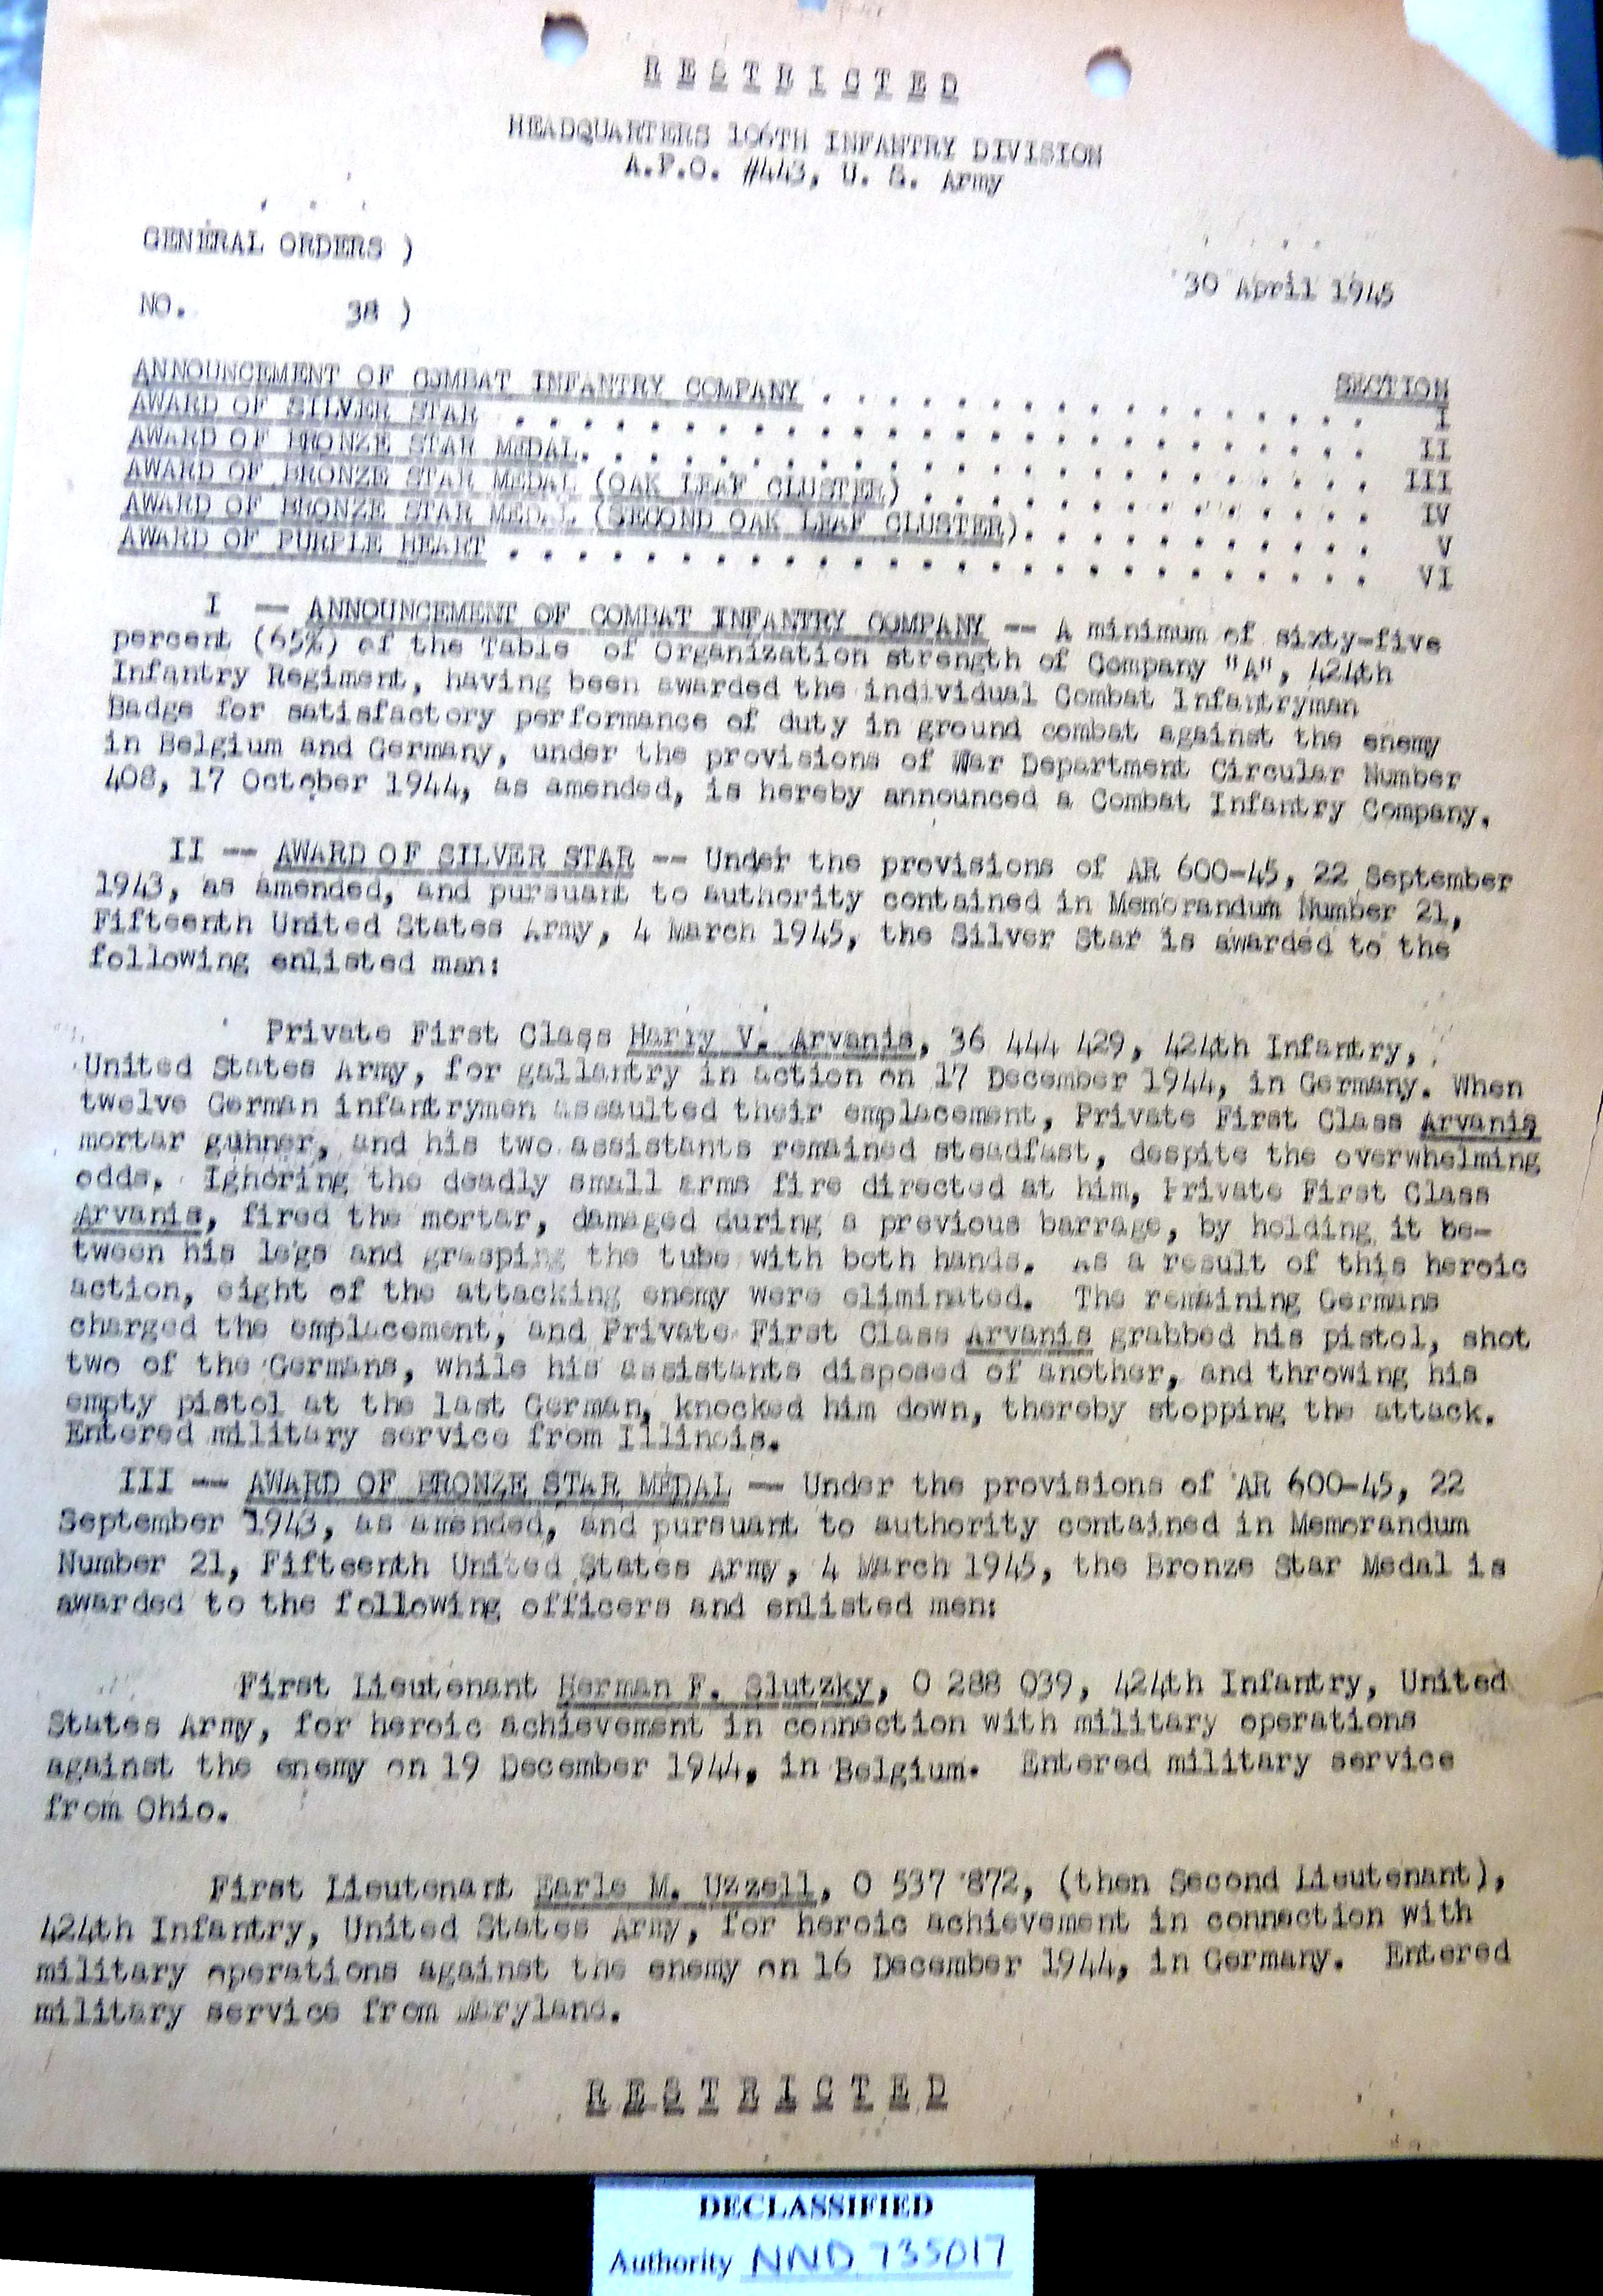 R E S T R I C T E D
HEADQUARTERS 106TH INFANTRY DIVISION
A.P.O. #443, U. S. Army
GENERAL ORDERS )
30 April 1945
NO. 38 )
SECTION
ANNOUNCEMENT OF COMBAT INFANTRY COMPANY . . . . . . . . . . . . . . . . . I
AWARD OF SILVER STAR . . . . . . . . . . . . . . . . . . . . . . . . . . II
AWARD OF BRONZE STAR MEDAL. . . . . . . . . . . . . . . . . . . . . . . . III
AWARD OF BRONZE STAR MEDAL (OAK LEAF CLUSTER) . . . . . . . . . . . . . . IV
AWARD OF BRONZE STAR MEDAL (SECOND OAK LEAF CLUSTER). . . . . . . . . . . V
AWARD OF PURPLE HEART . . . . . . . . . . . . . . . . . . . . . . . . . . VI
I -- ANNOUNCEMENT OF COMBAT INFANTRY COMPANY -- A minimum of sixty-five
percent (65%) of the Table of Organization strength of Company "A", 424th
Infantry Regiment, having been awarded the individual Combat Infantryman
Badge for satisfactory performance of duty in ground combat against the enemy
in Belgium and Germany, under the provisions of War Department Circular Number
408, 17 October 1944, as amended, is hereby announced a Combat Infantry Company.
II -- AWARD OF SILVER STAR -- Under the provisions of AR 600-45, 22 September
1943, as amended, and pursuant to authority contained in Memorandum Number 21,
Fifteenth United States Army, 4 March 1945, the Silver Star is awarded to the
following enlisted man:
Private First Class Harry V. Arvanis, 36 444 429, 424th Infantry,
United States Army, for gallantry in action on 17 December 1944, in Germany. When
twelve German infantrymen assaulted their emplacement, Private First Class Arvanis
mortar gunner, and his two assistants remained steadfast, despite the overwhelming
odds. Ignoring the deadly small arms fire directed at him, Private First Class
Arvanis, fired the mortar, damaged during a previous barrage, by holding it be-
tween his legs and grasping the tube with both hands. As a result of this heroic
action, eight of the attacking enemy were eliminated. The remaining Germans
charged the emplacement, and Private First Class Arvanis grabbed his pistol, shot
two of the Germans, while his assistants disposed of another, and throwing his
empty pistol at the last German, knocked him down, thereby stopping the attack.
Entered military service from Illinois.
III -- AWARD OF BRONZE STAR MEDAL -- Under the provisions of AR 600-45, 22
September 1943, as amended, and pursuant to authority contained in Memorandum
Number 21, Fifteenth United States Army, 4 March 1945, the Bronze Star Medal is
awarded to the following officers and enlisted men:
First Lieutenant Herman F. Slutzky, O 288 039, 424th Infantry, United
States Army, for heroic achievement in connection with military operations
against the enemy on 19 December 1944, in Belgium. Entered military service
from Ohio.
First Lieutenant Earle M. Uzzell, O 537 872, (then Second Lieutenant),
424th Infantry, United States Army, for heroic achievement in connection with
military operations against the enemy on 16 December 1944, in Germany. Entered
military service from Maryland.
R E S T R I C T E D
DECLASSIFIED
Authority NND 735017